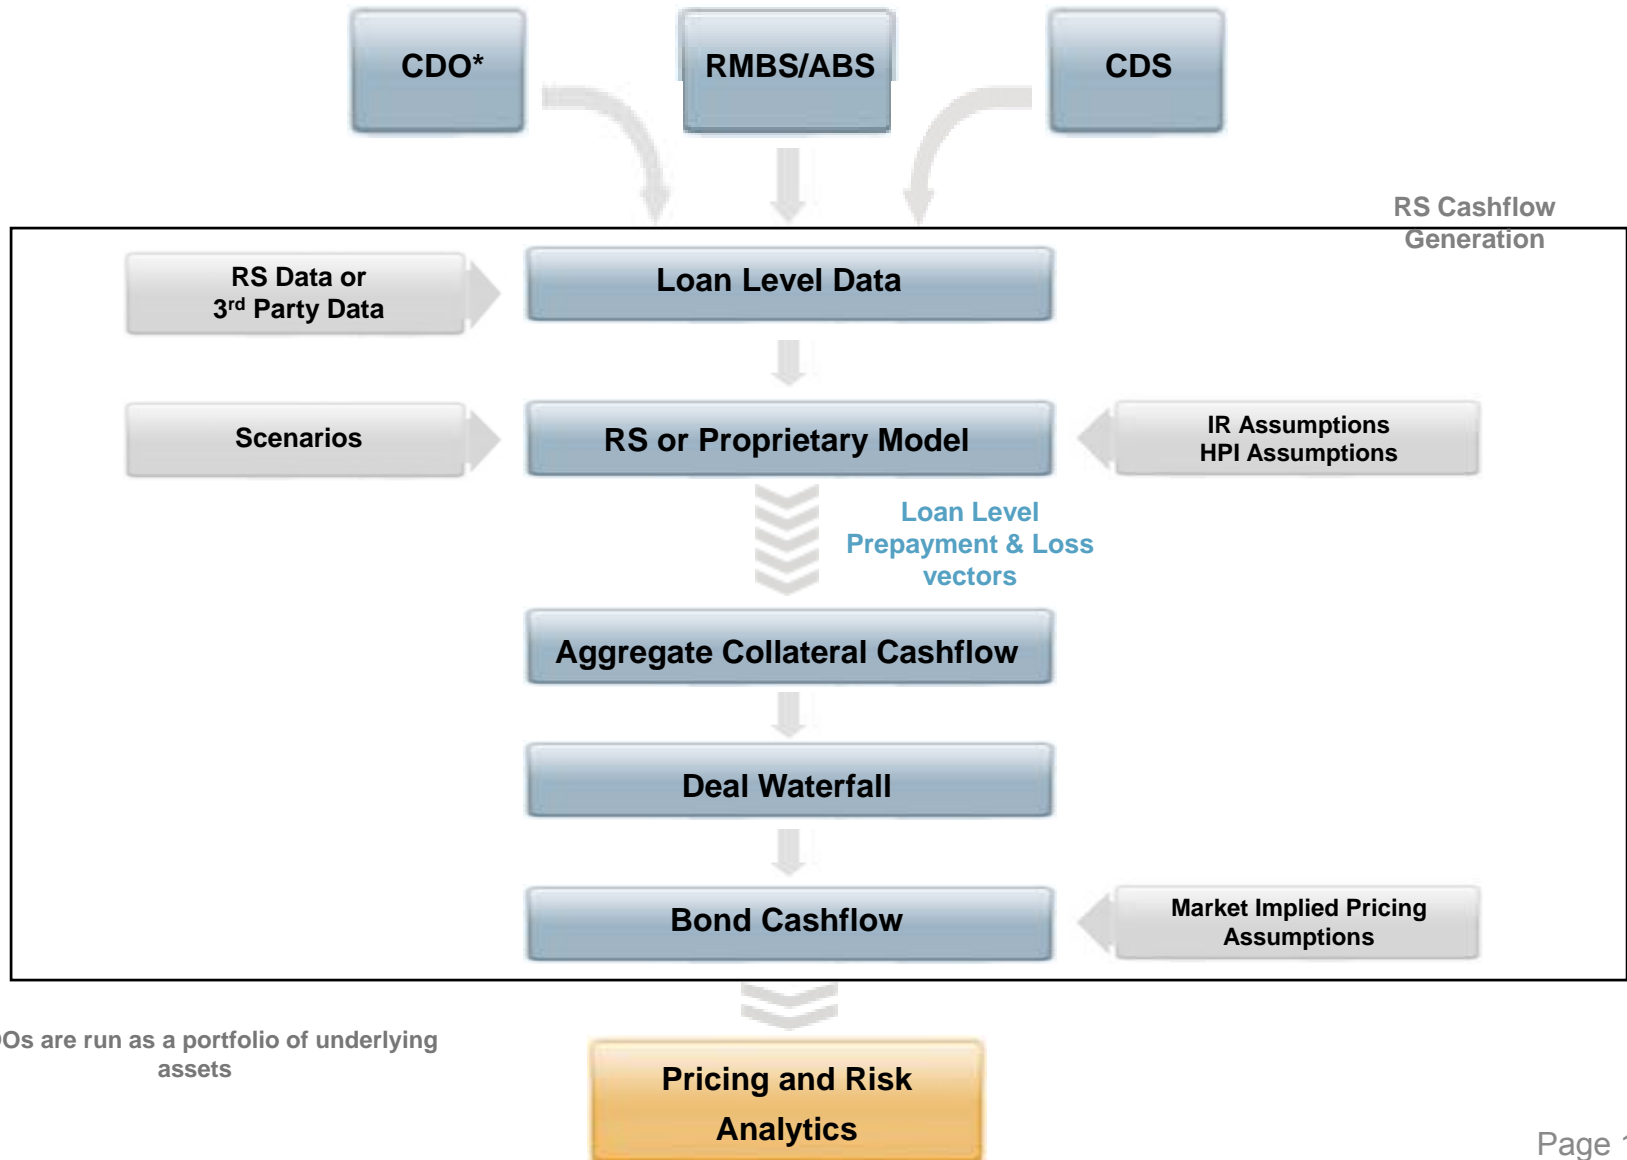 CDO*
RMBS/ABS
CDS
RS Cashflow
Generation
RS Data or
3rd Party Data
Loan Level Data
Scenarios
RS or Proprietary Model
IR Assumptions
HPI Assumptions
Loan Level
Prepayment & Loss
vectors
Aggregate Collateral Cashflow
Deal Waterfall
Bond Cashflow
Market Implied Pricing
Assumptions
Os are run as a portfolio of underlying
assets
Pricing and Risk
Analytics
Page 1